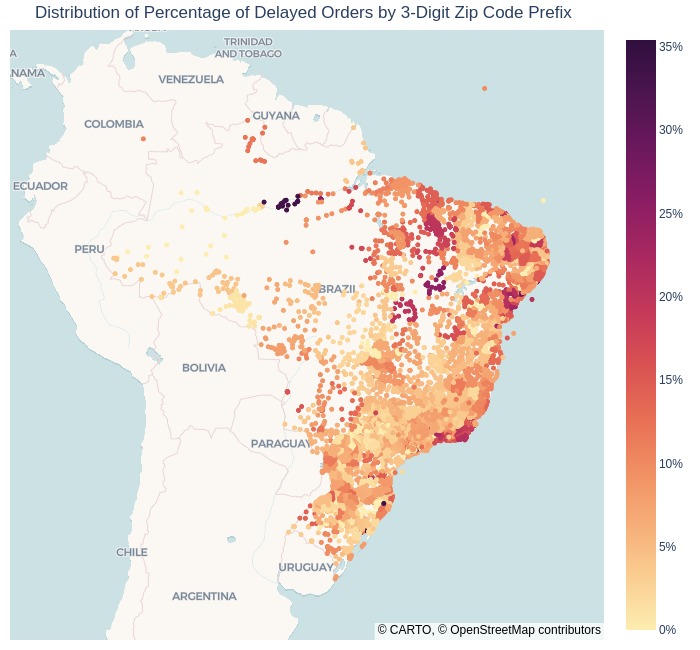 Distribution of Percentage of Delayed Orders by 3-Digit Zip Code Prefix
TRINIDAD
AND TOBAGO
A
NAMA
VENEZUELA
GUYANA
COLOMBIA
ECUADOR
PERU
BRAZIL
BOLIVIA
PARAGUAY
CHILE
URUGUAY
ARGENTINA
35%
30%
25%
20%
15%
10%
5%
0%
© CARTO, © OpenStreetMap contributors